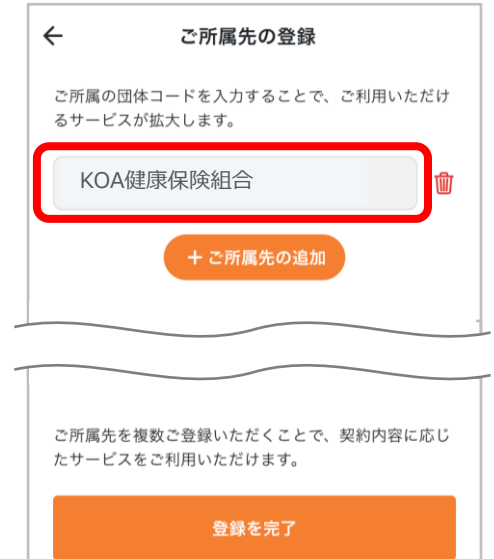 ご所属先の登録
ご所属の団体コードを入力することで、ご利用いただけ
るサービスが拡大します。
KOA健康保険組合
+ ご所属先の追加
ご所属先を複数ご登録いただくことで、契約内容に応じ
たサービスをご利用いただけます。
登録を完了